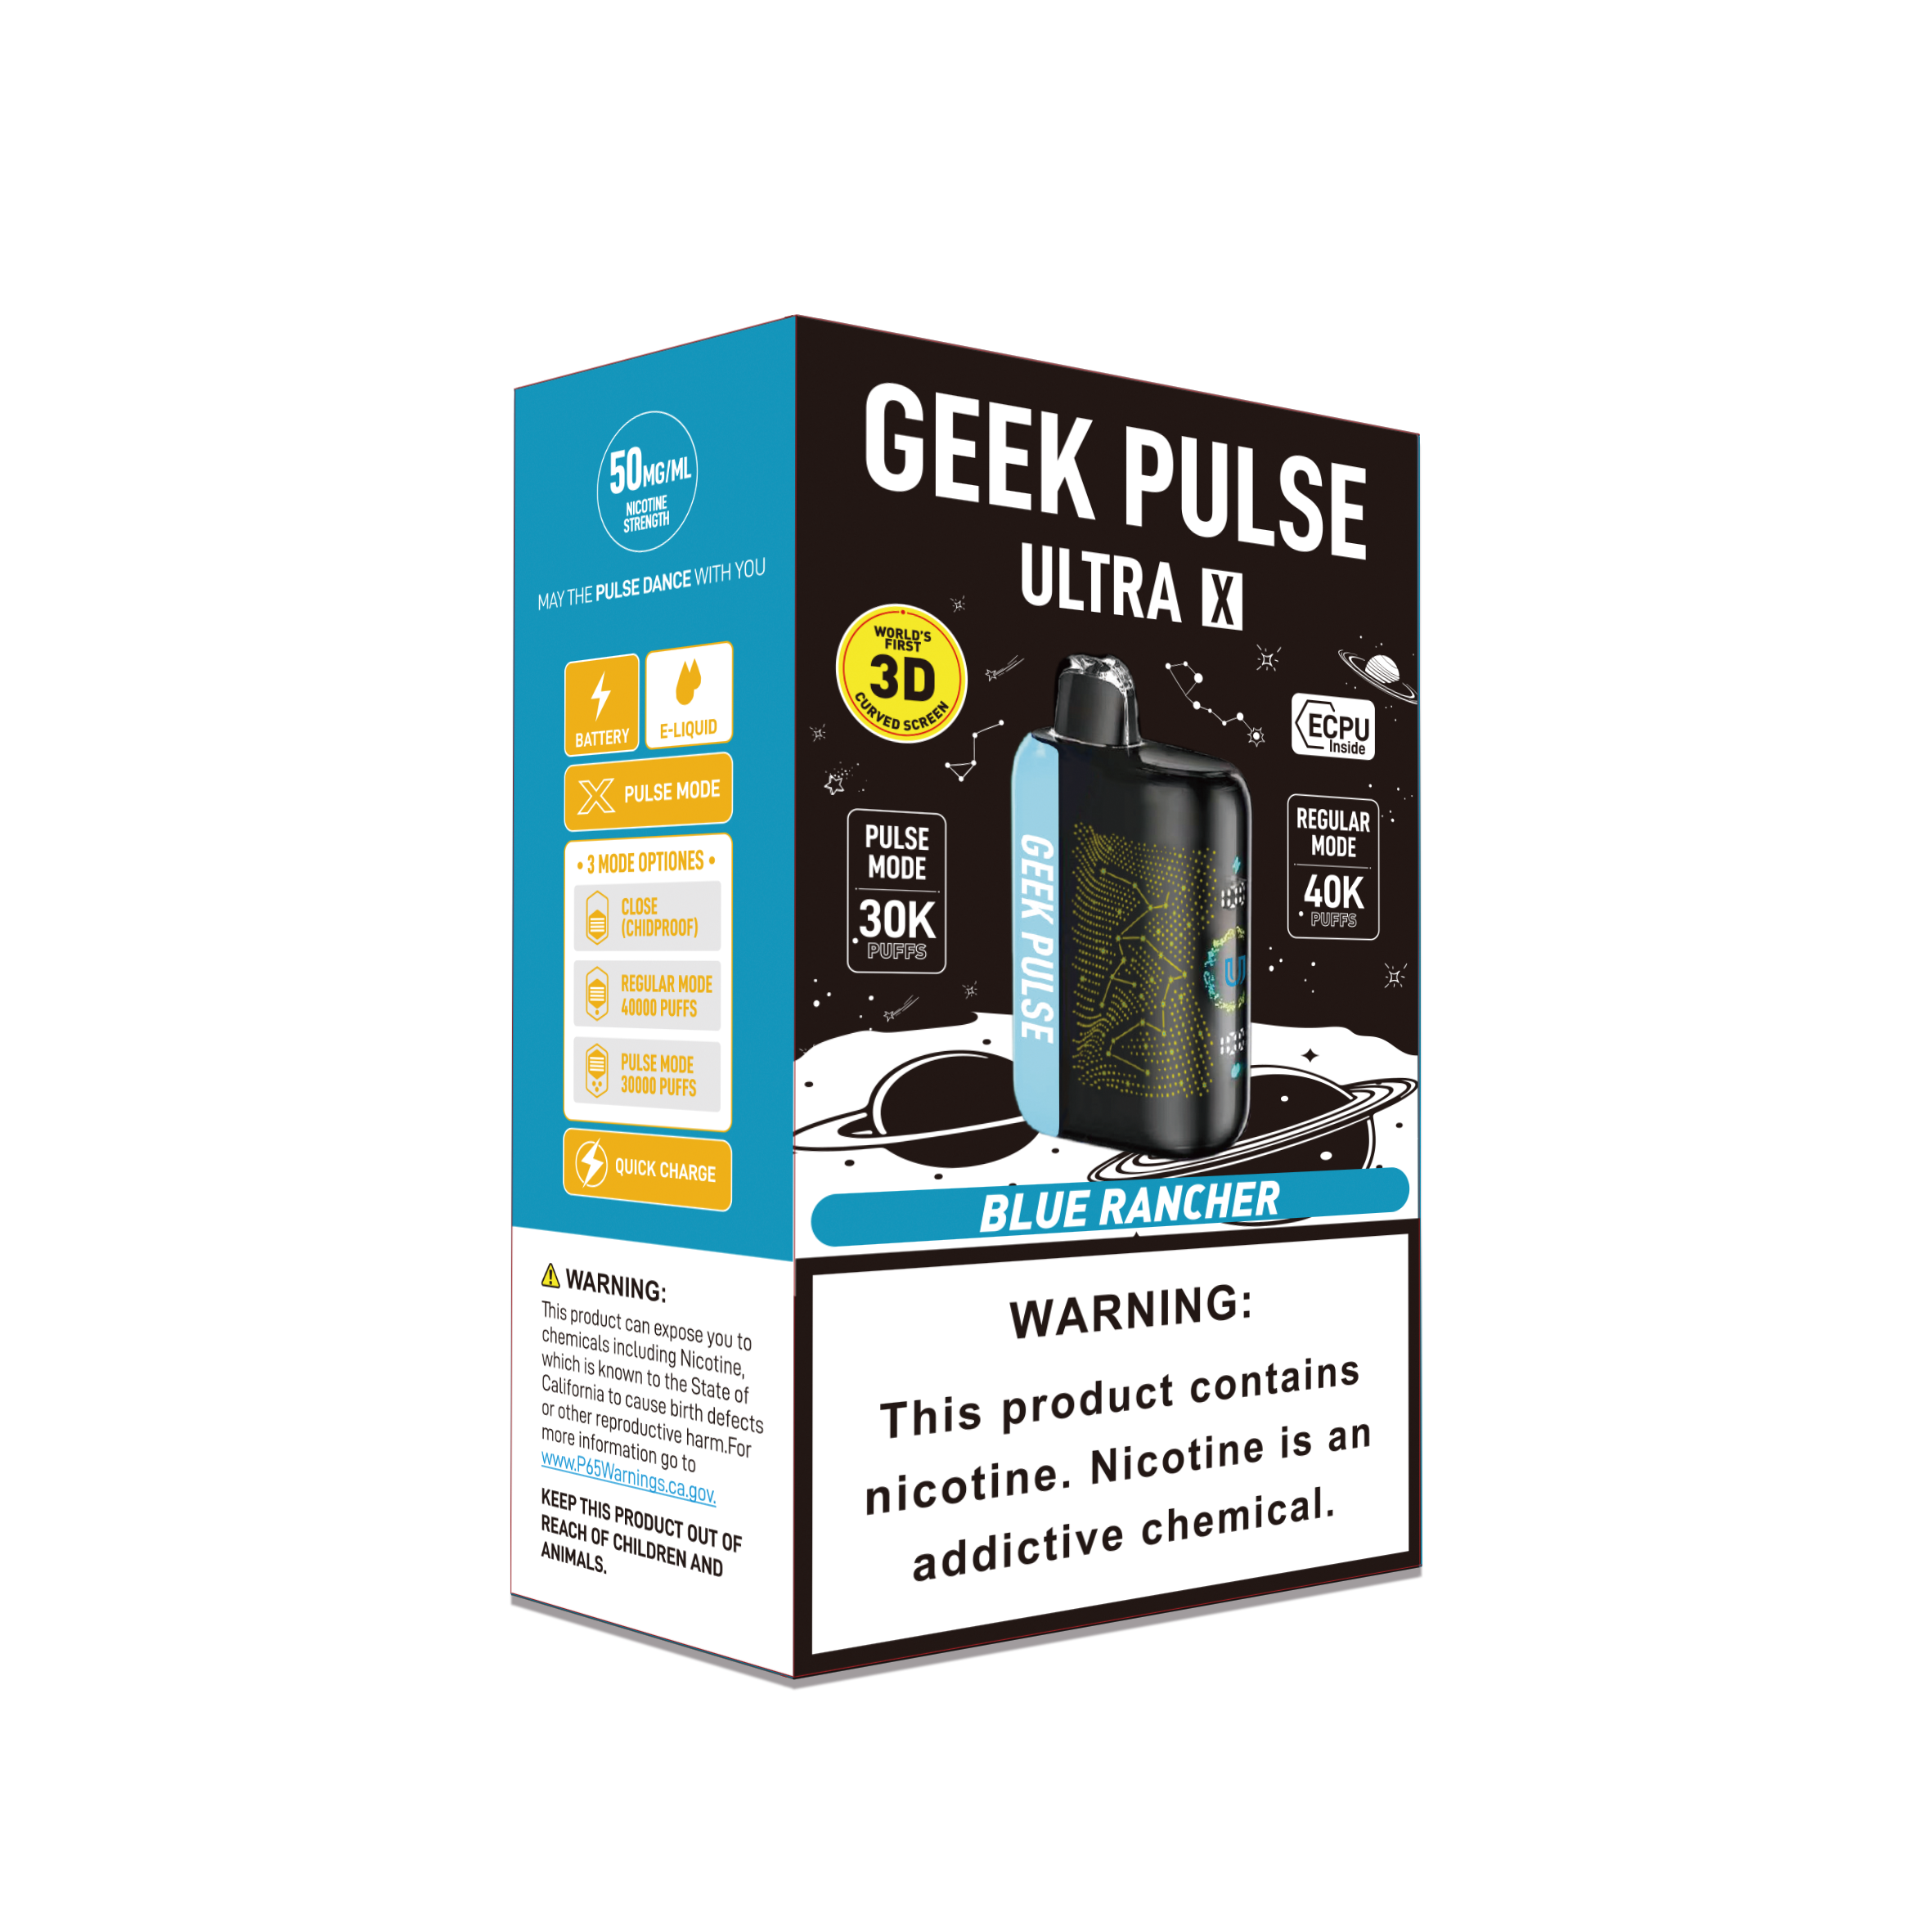 50MG/ML
NICOTINE
STRENGTH
MAY THE PULSE DANCE WITH YOU
BATTERY
E-LIQUID
X PULSE MODE
• 3 MODE OPTIONES •
CLOSE
(CHIDPROOF)
REGULAR MODE
40000 PUFFS
PULSE MODE
30000 PUFFS
QUICK CHARGE
WARNING:
This product can expose you to
chemicals including Nicotine,
which is known to the State of
California to cause birth defects
or other reproductive harm.For
more information go to
www.P65Warnings.ca.gov.
KEEP THIS PRODUCT OUT OF
REACH OF CHILDREN AND
ANIMALS.
GEEK PULSE
ULTRA X
WORLD'S
FIRST
3D
CURVED SCREEN
ECPU
Inside
PULSE
MODE
30K
PUFFS
REGULAR
MODE
40K
PUFFS
GEEK PULSE
U
BLUE RANCHER
WARNING:
This product contains
nicotine. Nicotine is an
addictive chemical.